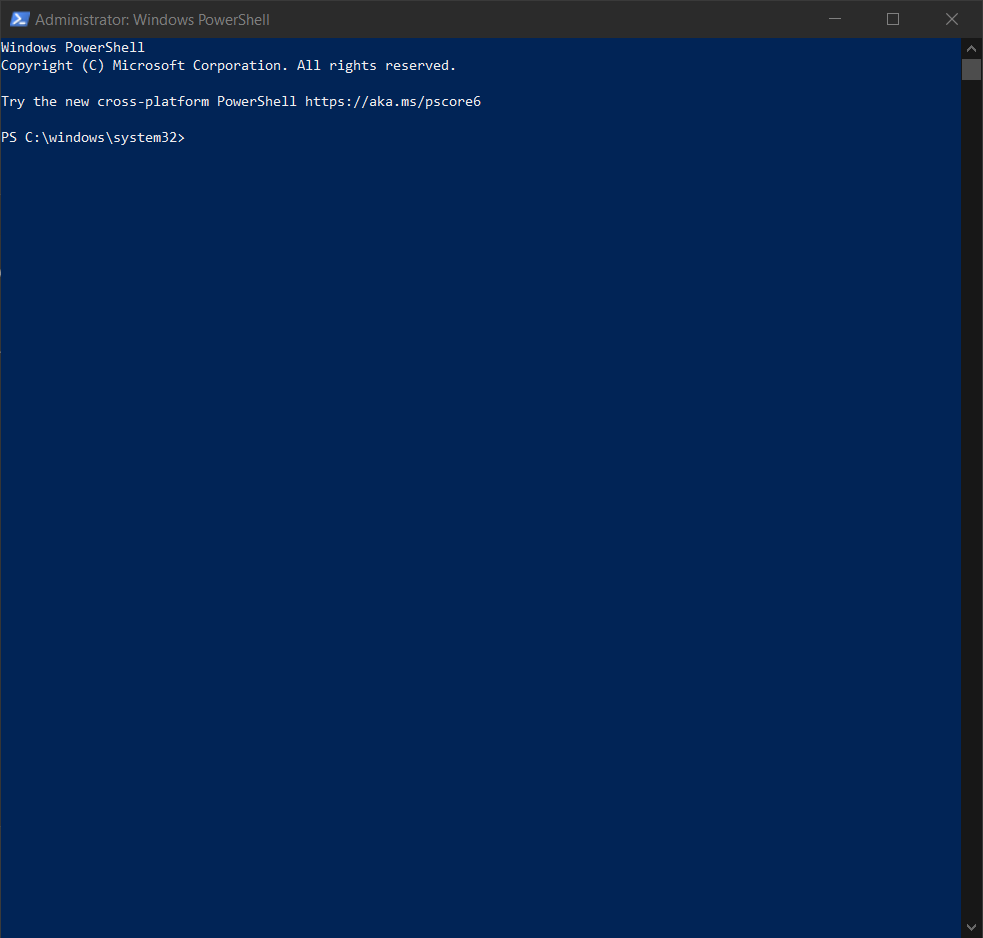 Administrator: Windows PowerShell
Windows PowerShell
Copyright (C) Microsoft Corporation. All rights reserved.
Try the new cross-platform PowerShell https://aka.ms/pscore6
PS C:\windows\system32>